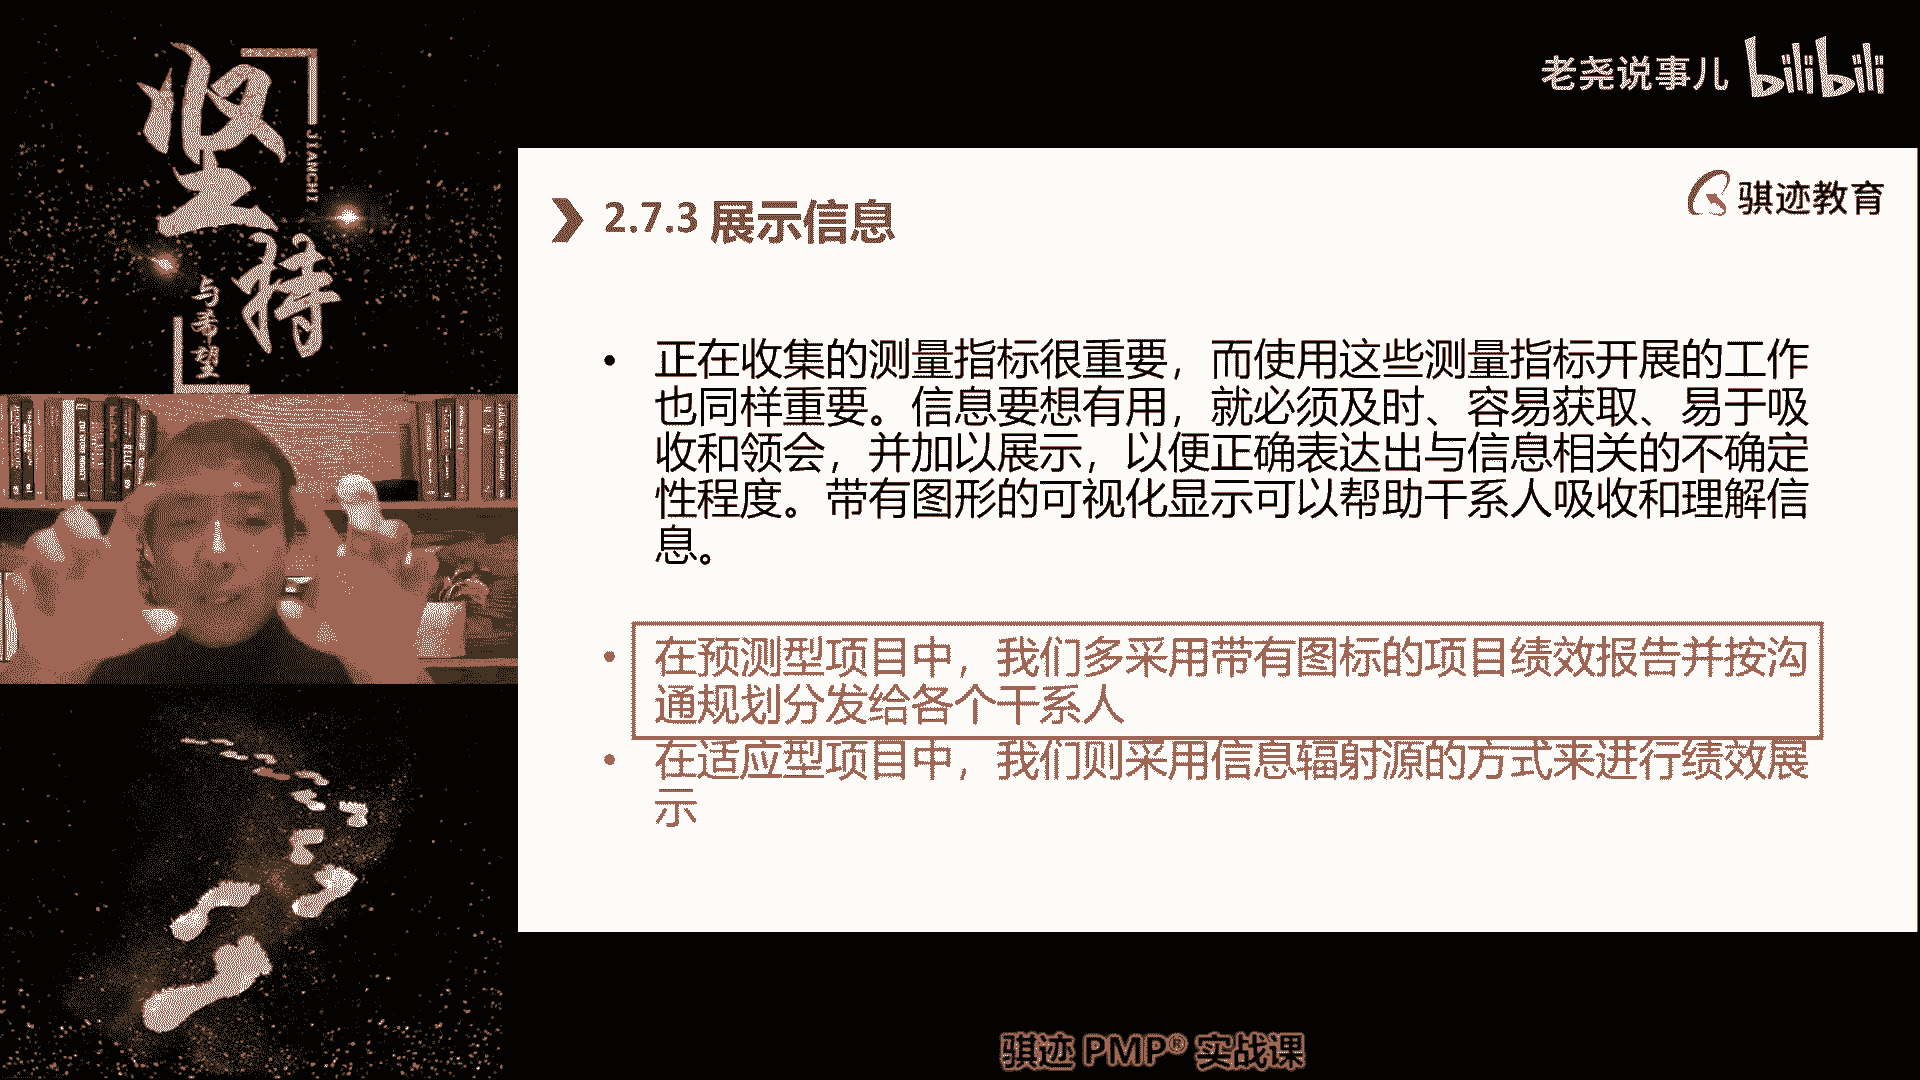 坚持
JIANCHI
与希望
老尧说事儿 bilibili
骐迹教育
2.7.3 展示信息
• 正在收集的测量指标很重要，而使用这些测量指标开展的工作
也同样重要。信息要想有用，就必须及时、容易获取、易于吸
收和领会，并加以展示，以便正确表达出与信息相关的不确定
性程度。带有图形的可视化显示可以帮助干系人吸收和理解信
息。
• 在预测型项目中，我们多采用带有图标的项目绩效报告并按沟
通规划分发给各个干系人
• 在适应型项目中，我们则采用信息辐射源的方式来进行绩效展
示
骐迹 PMP® 实战课